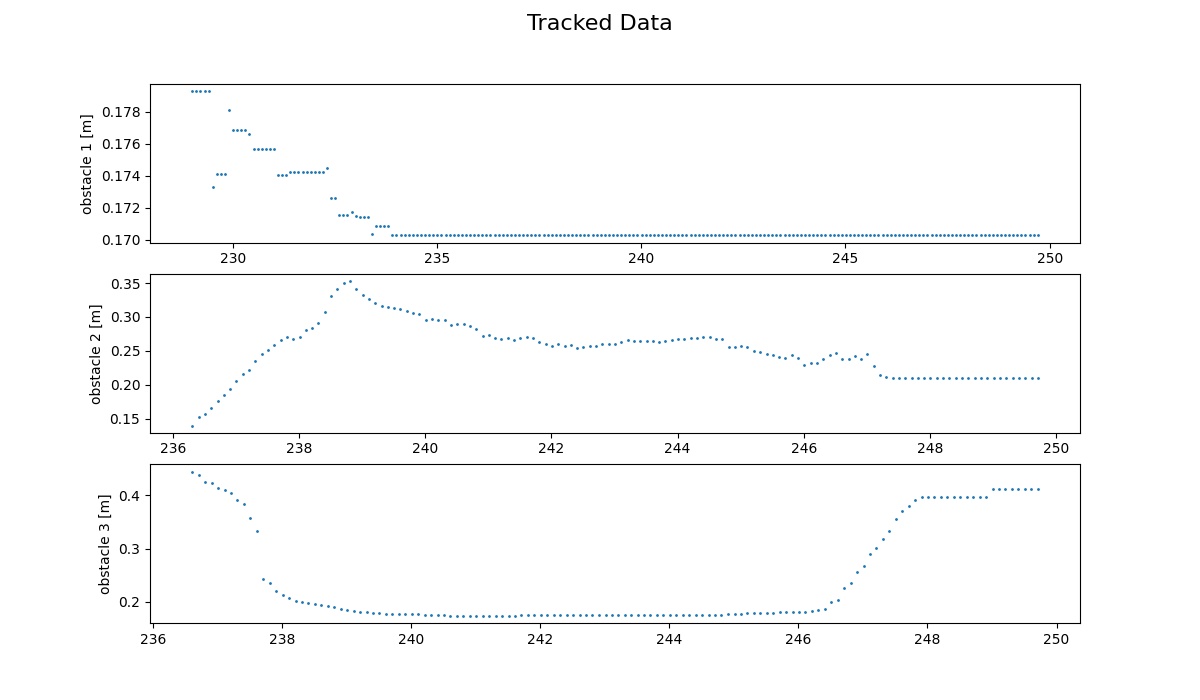 Tracked Data
obstacle 1 [m]
0.178
0.176
0.174
0.172
0.170
230 235 240 245 250
obstacle 2 [m]
0.35
0.30
0.25
0.20
0.15
236 238 240 242 244 246 248 250
obstacle 3 [m]
0.4
0.3
0.2
236 238 240 242 244 246 248 250